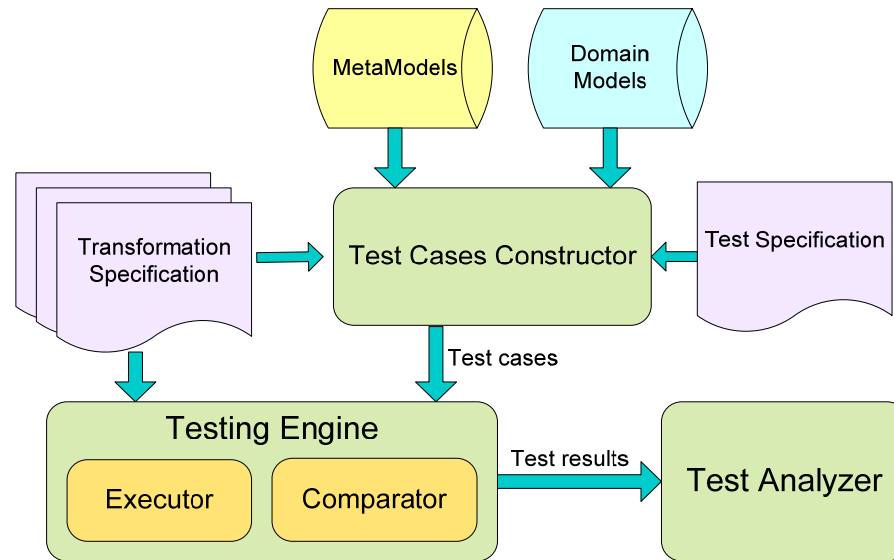 MetaModels
Domain
Models
Transformation
Specification
Test Cases Constructor
Test Specification
Test cases
Testing Engine
Executor
Comparator
Test results
Test Analyzer